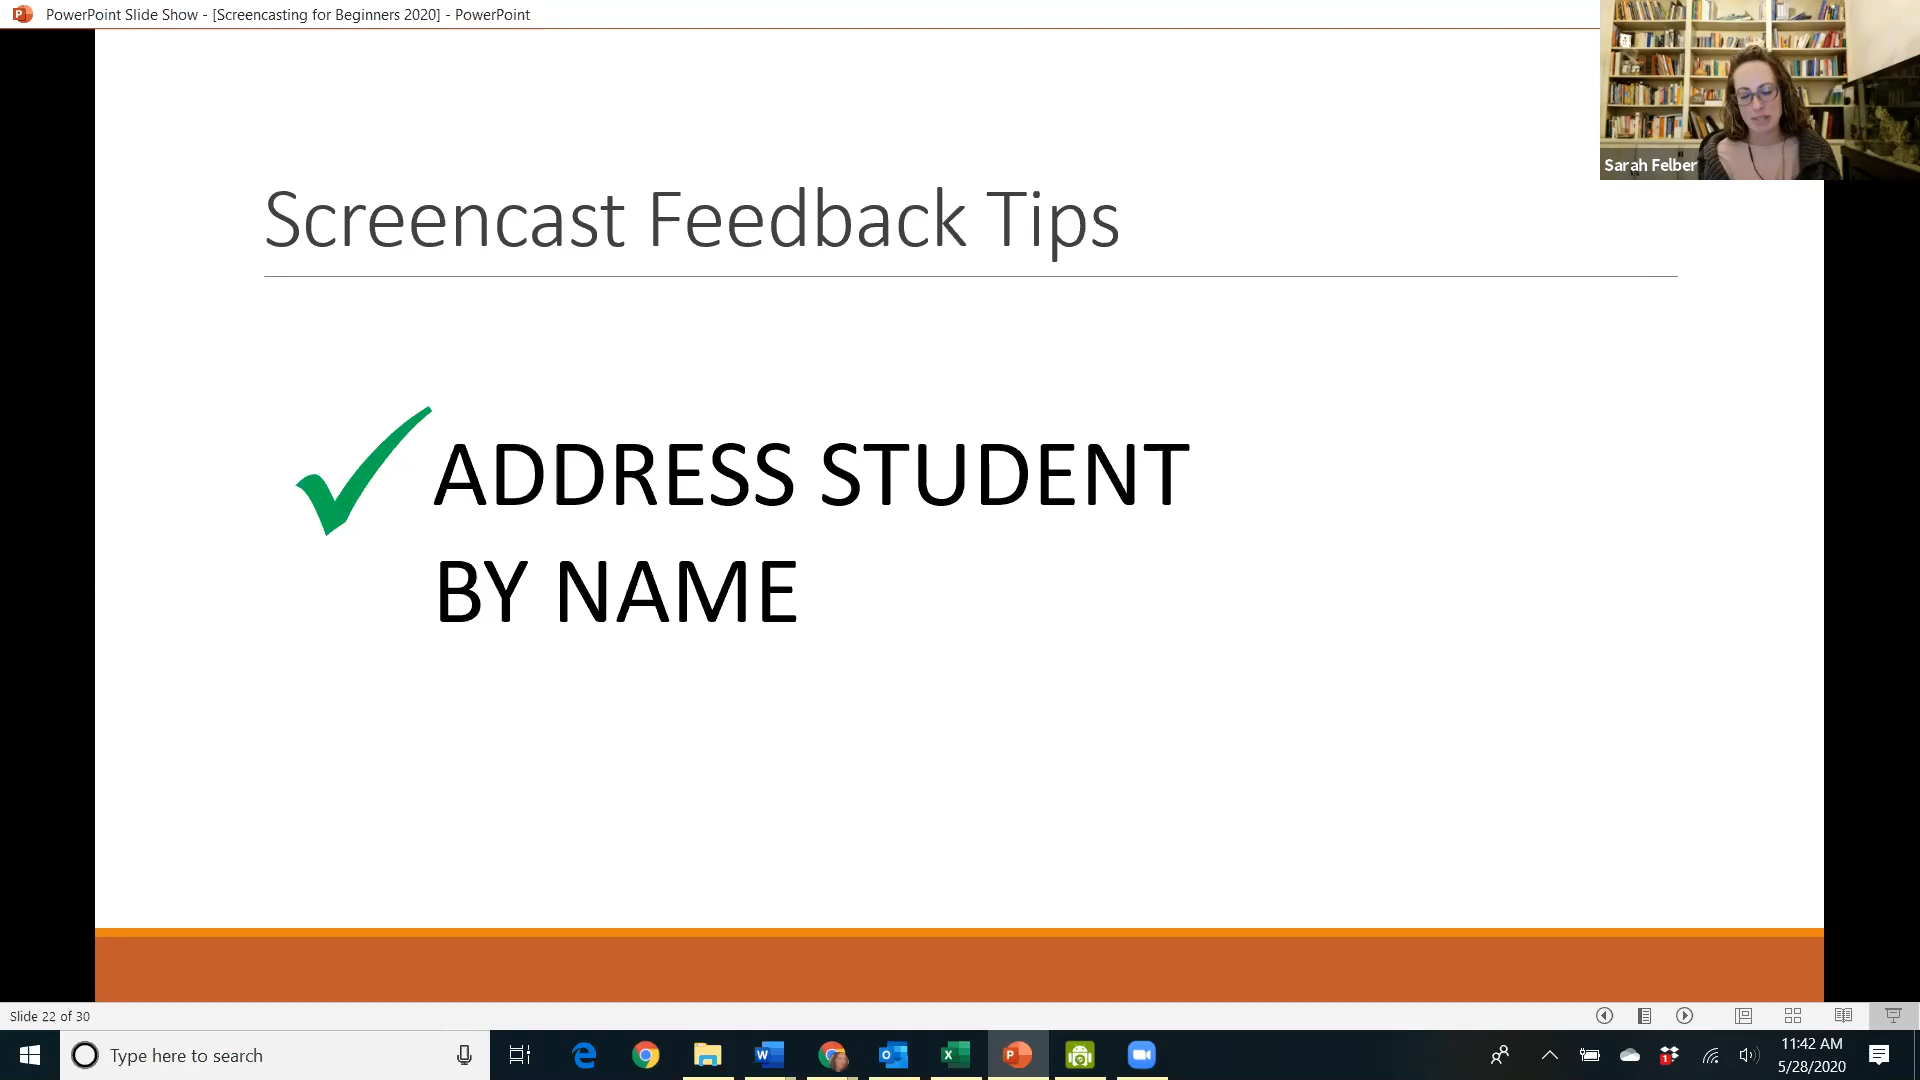 PowerPoint Slide Show - [Screencasting for Beginners 2020] - PowerPoint
Sarah Felber
Screencast Feedback Tips
ADDRESS STUDENT
BY NAME
Slide 22 of 30
Type here to search
11:42 AM
5/28/2020